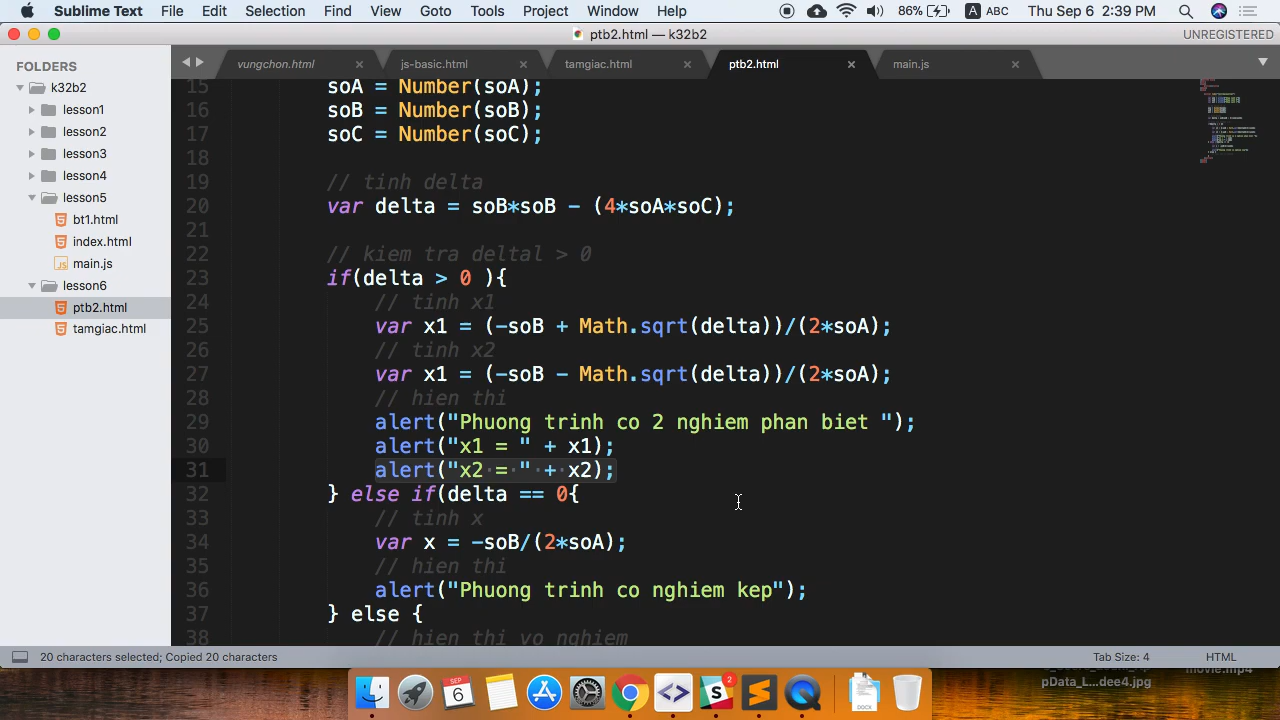 Sublime Text File Edit Selection Find View Goto Tools Project Window Help 86% A ABC Thu Sep 6 2:39 PM
ptb2.html — k32b2 UNREGISTERED
FOLDERS
k32b2
lesson1
lesson2
lesson3
lesson4
lesson5
bt1.html
index.html
main.js
lesson6
ptb2.html
tamgiac.html
vungchon.html js-basic.html tamgiac.html ptb2.html main.js
15 soA = Number(soA);
16 soB = Number(soB);
17 soC = Number(soC);
18
19 // tinh delta
20 var delta = soB*soB - (4*soA*soC);
21
22 // kiem tra deltal > 0
23 if(delta > 0 ){
24 // tinh x1
25 var x1 = (-soB + Math.sqrt(delta))/(2*soA);
26 // tinh x2
27 var x1 = (-soB - Math.sqrt(delta))/(2*soA);
28 // hien thi
29 alert("Phuong trinh co 2 nghiem phan biet ");
30 alert("x1 = " + x1);
31 alert("x2 = " + x2);
32 } else if(delta == 0{
33 // tinh x
34 var x = -soB/(2*soA);
35 // hien thi
36 alert("Phuong trinh co nghiem kep");
37 } else {
38 // hien thi vo nghiem
20 characters selected; Copied 20 characters Tab Size: 4 HTML
movie.mp4
pData_L...dee4.jpg
SEP
6
2
DOCX